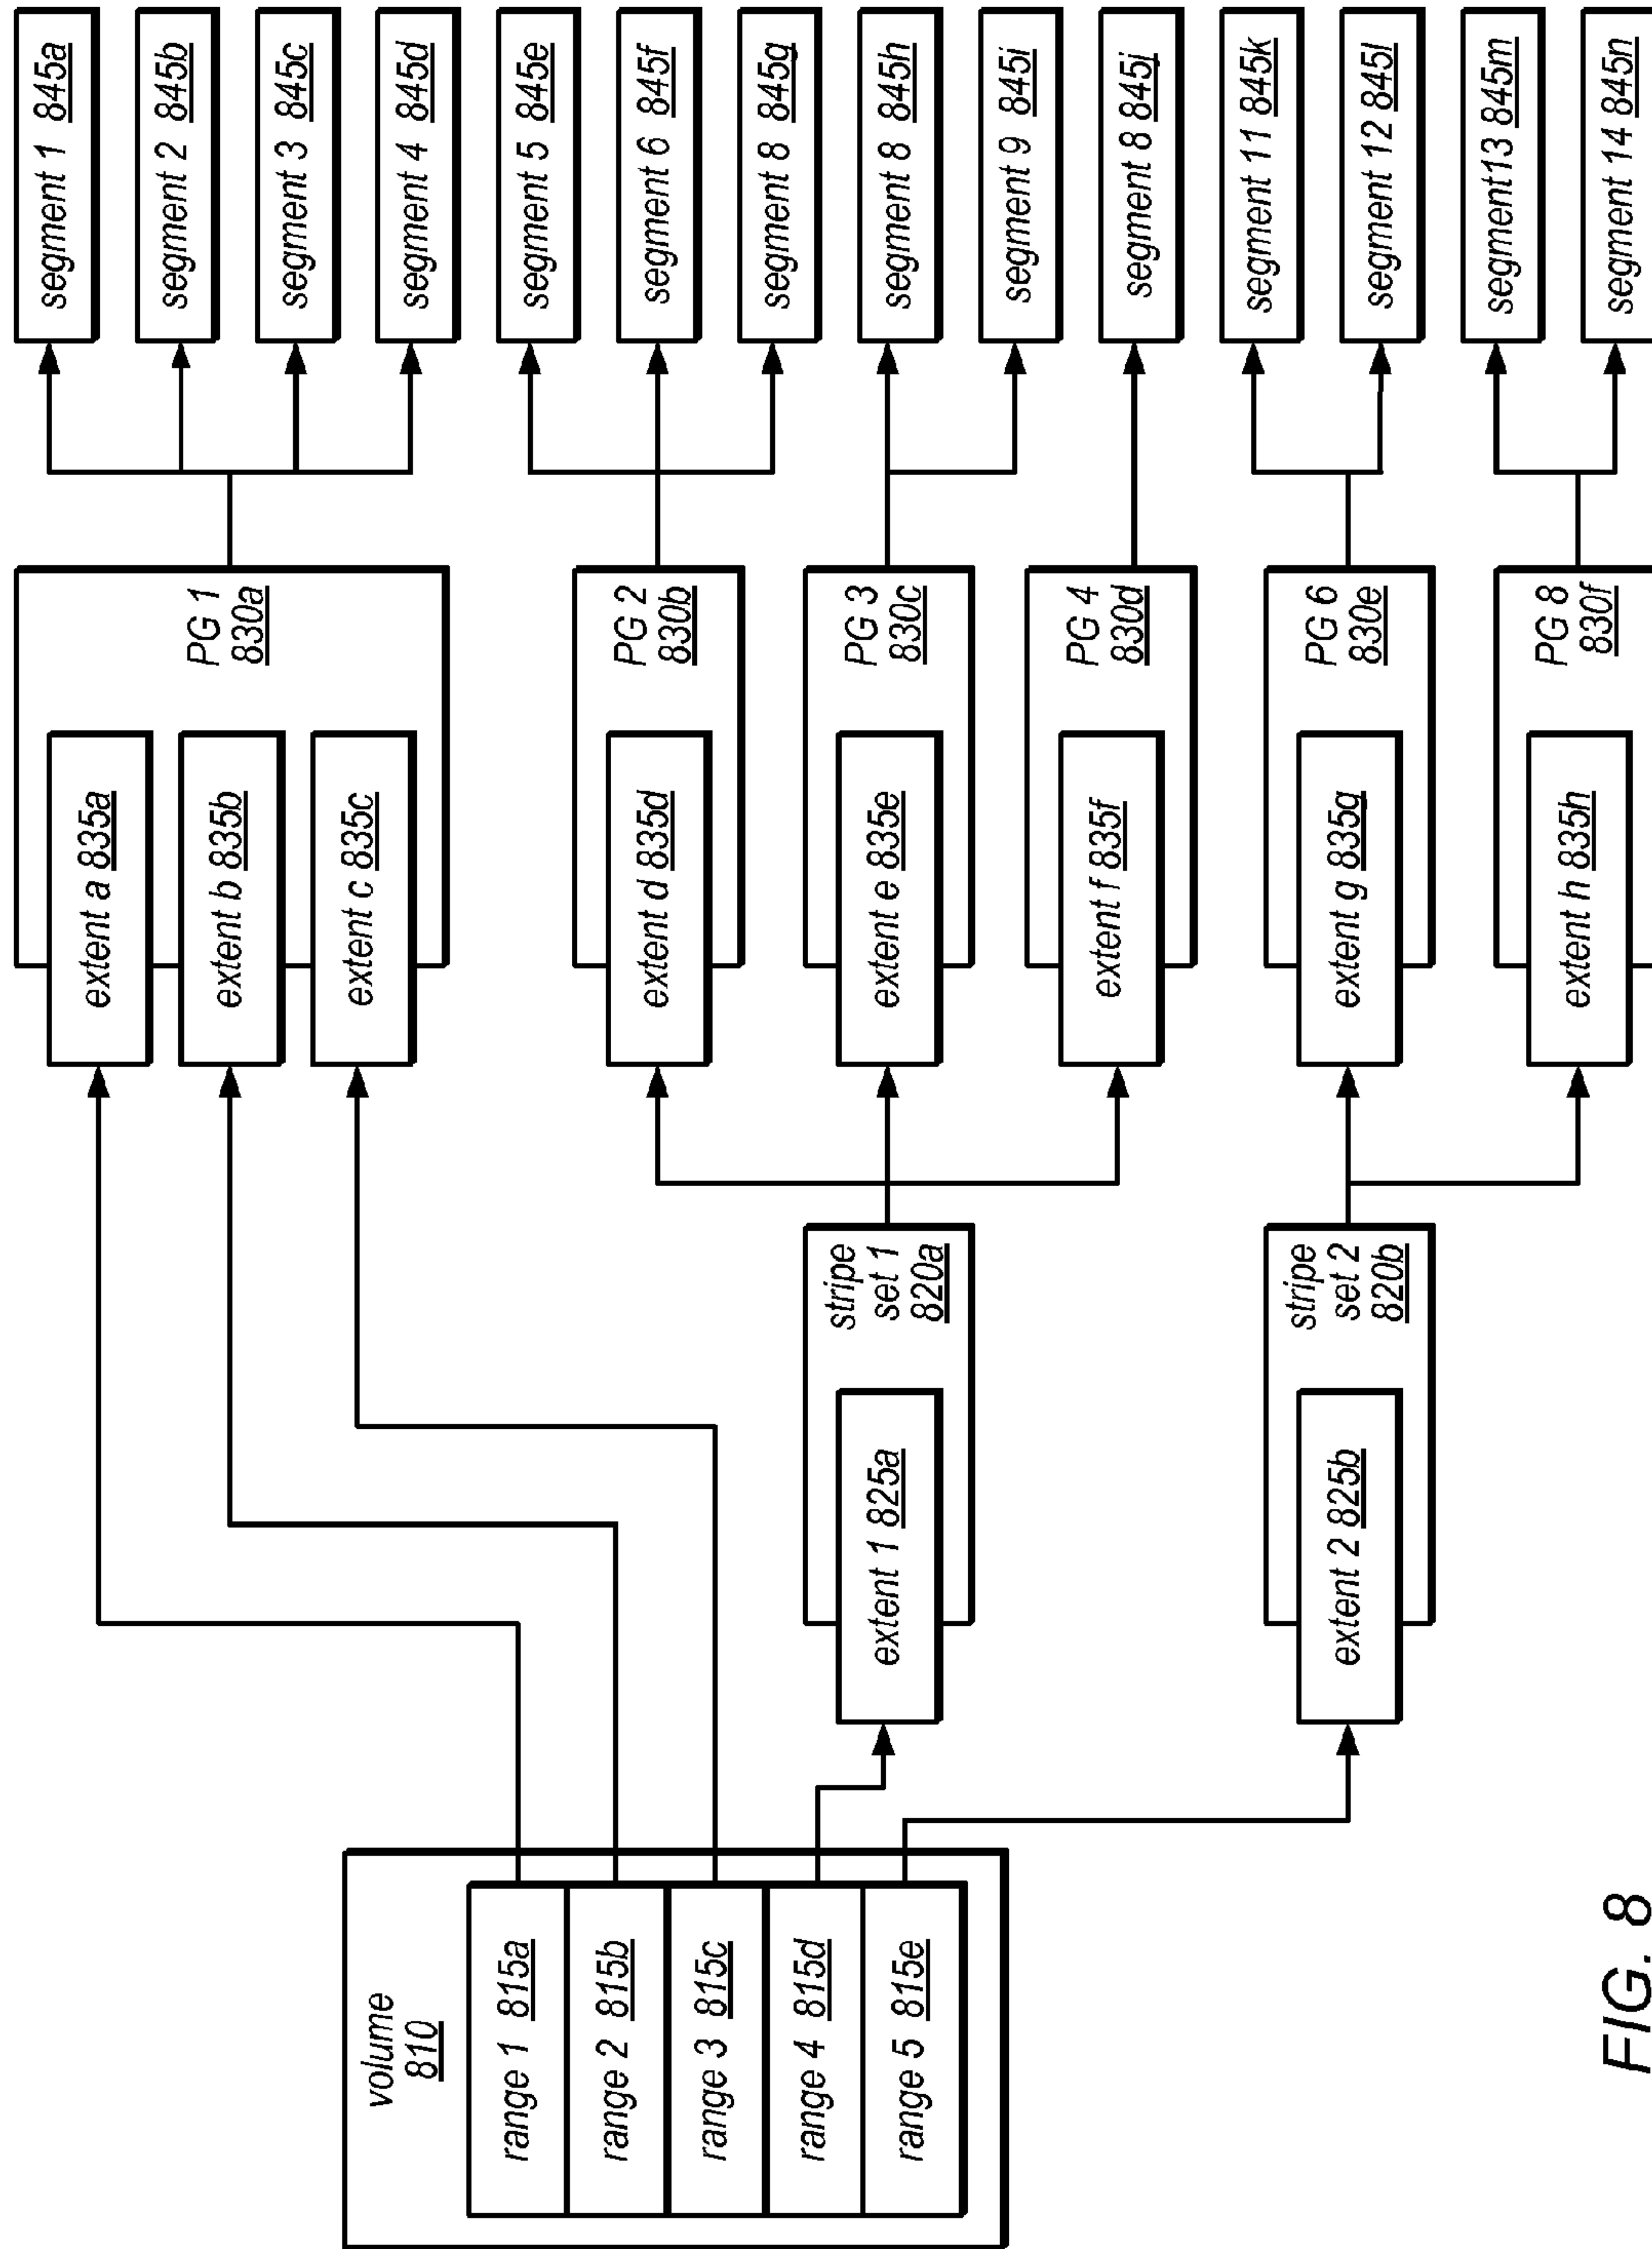 volume
810
range 1 815a
range 2 815b
range 3 815c
range 4 815d
range 5 815e
extent 1 825a
stripe
set 1
820a
extent 2 825b
stripe
set 2
820b
extent a 835a
extent b 835b
extent c 835c
PG 1
830a
extent d 835d
PG 2
830b
extent e 835e
PG 3
830c
extent f 835f
PG 4
830d
extent g 835g
PG 6
830e
extent h 835h
PG 8
830f
segment 1 845a
segment 2 845b
segment 3 845c
segment 4 845d
segment 5 845e
segment 6 845f
segment 8 845g
segment 8 845h
segment 9 845i
segment 8 845j
segment 11 845k
segment 12 845l
segment13 845m
segment 14 845n
FIG. 8